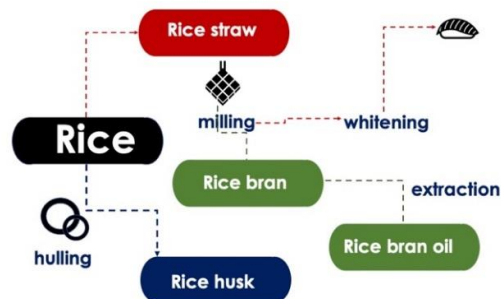 Rice straw
milling
whitening
Rice
Rice bran
extraction
hulling
Rice bran oil
Rice husk